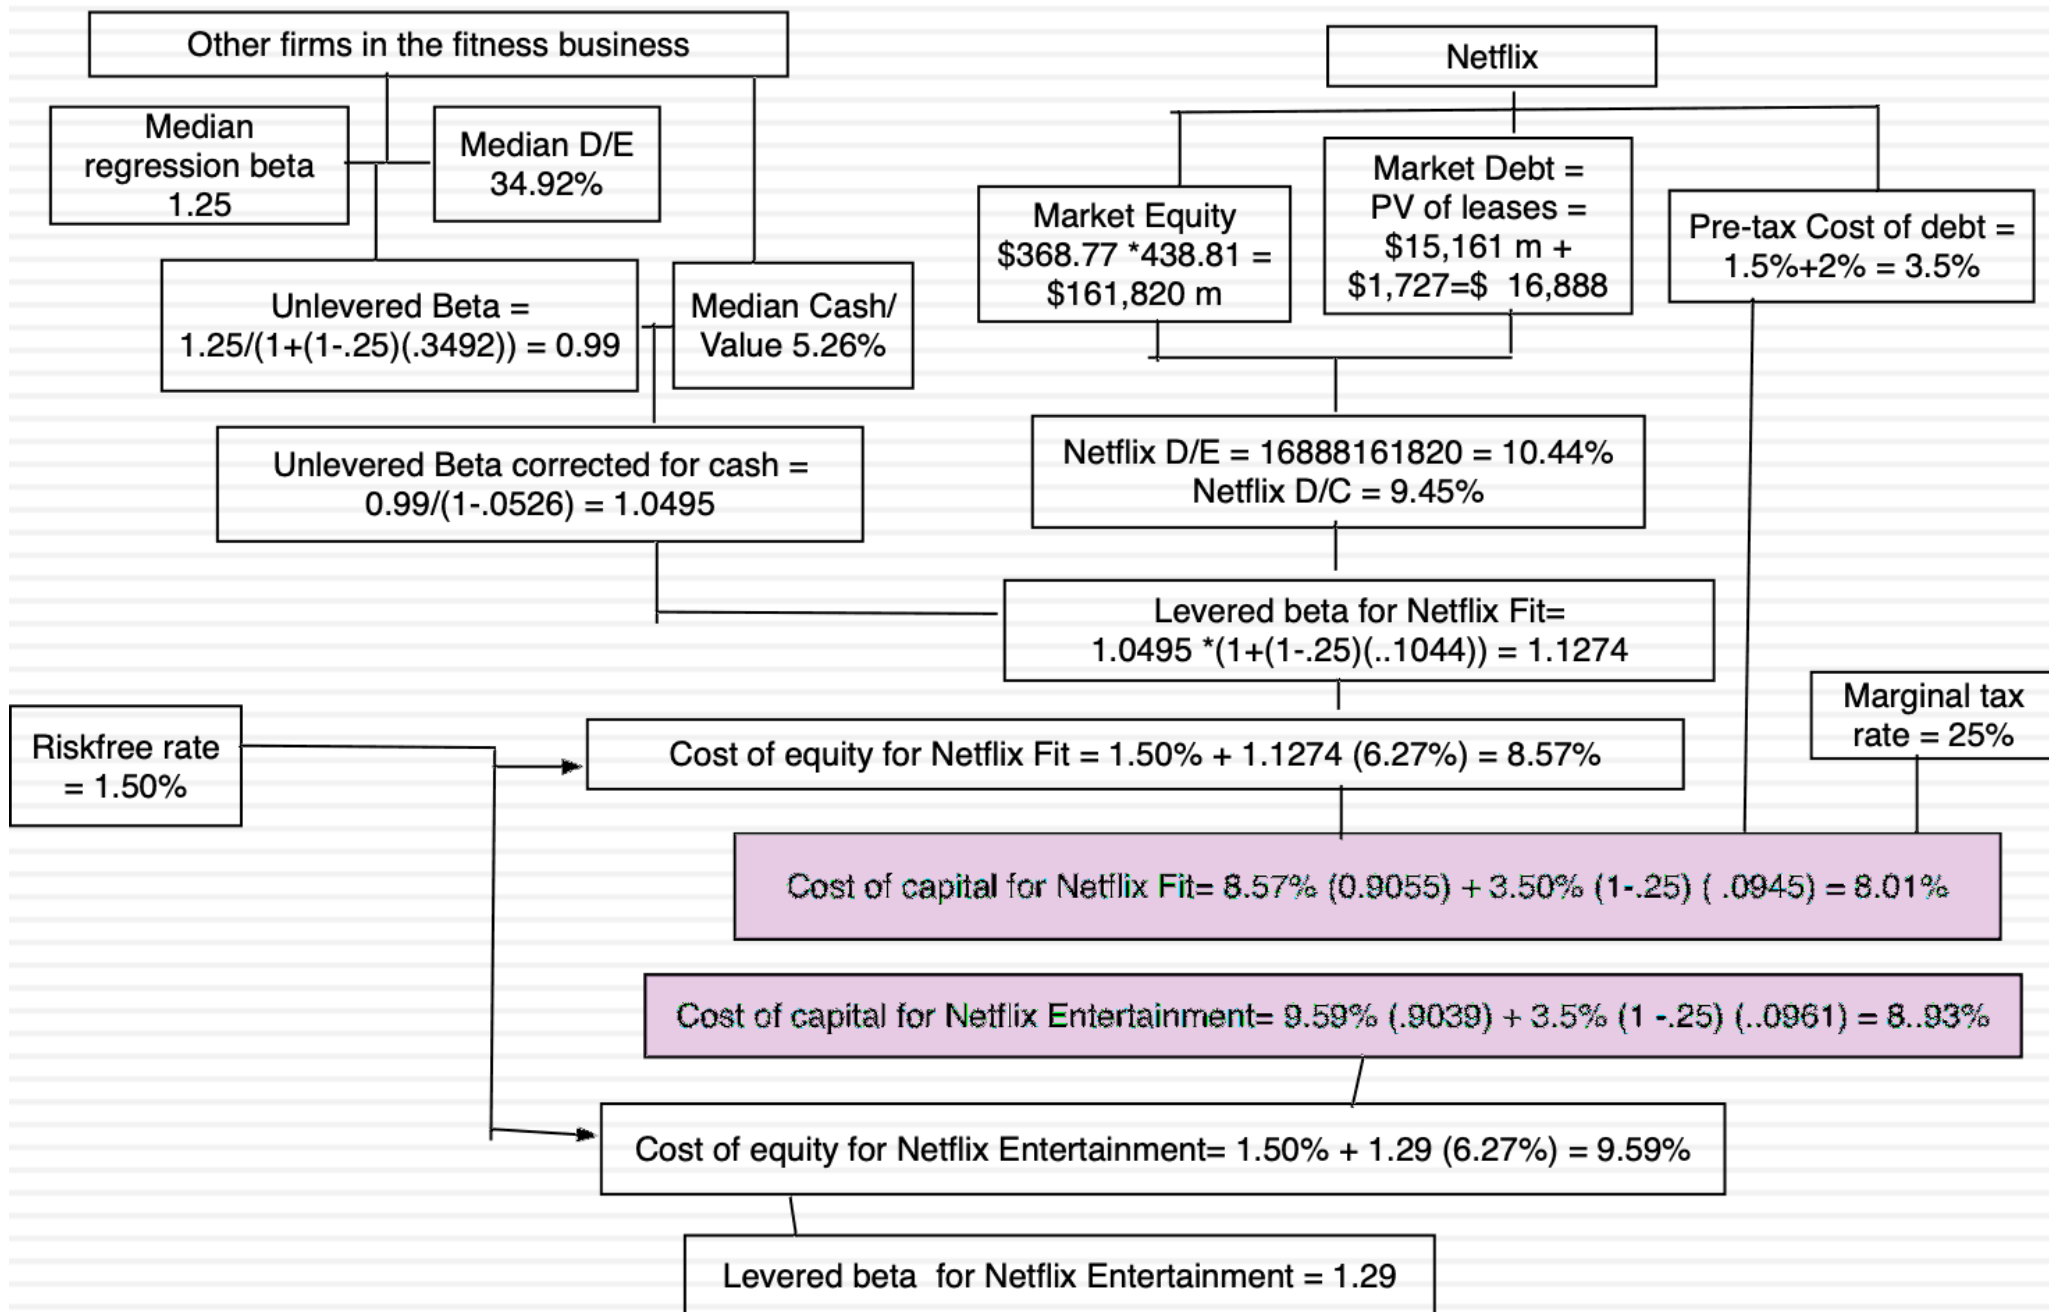 Other firms in the fitness business
Netflix
Median
regression beta
1.25
Median D/E
34.92%
Market Equity
$368.77 *438.81 =
$161,820 m
Market Debt =
PV of leases =
$15,161 m +
$1,727=$  16,888
Pre-tax Cost of debt =
1.5%+2% = 3.5%
Unlevered Beta =
1.25/(1+(1-.25)(.3492)) = 0.99
Median Cash/
Value 5.26%
Unlevered Beta corrected for cash =
0.99/(1-.0526) = 1.0495
Netflix D/E = 16888161820 = 10.44%
Netflix D/C = 9.45%
Levered beta for Netflix Fit=
1.0495 *(1+(1-.25)(..1044)) = 1.1274
Marginal tax
rate = 25%
Riskfree rate
= 1.50%
Cost of equity for Netflix Fit = 1.50% + 1.1274 (6.27%) = 8.57%
Cost of capital for Netflix Fit= 8.57% (0.9055) + 3.50% (1-.25) ( .0945) = 8.01%
Cost of capital for Netflix Entertainment= 9.59% (.9039) + 3.5% (1 -.25) (..0961) = 8..93%
Cost of equity for Netflix Entertainment= 1.50% + 1.29 (6.27%) = 9.59%
Levered beta  for Netflix Entertainment = 1.29